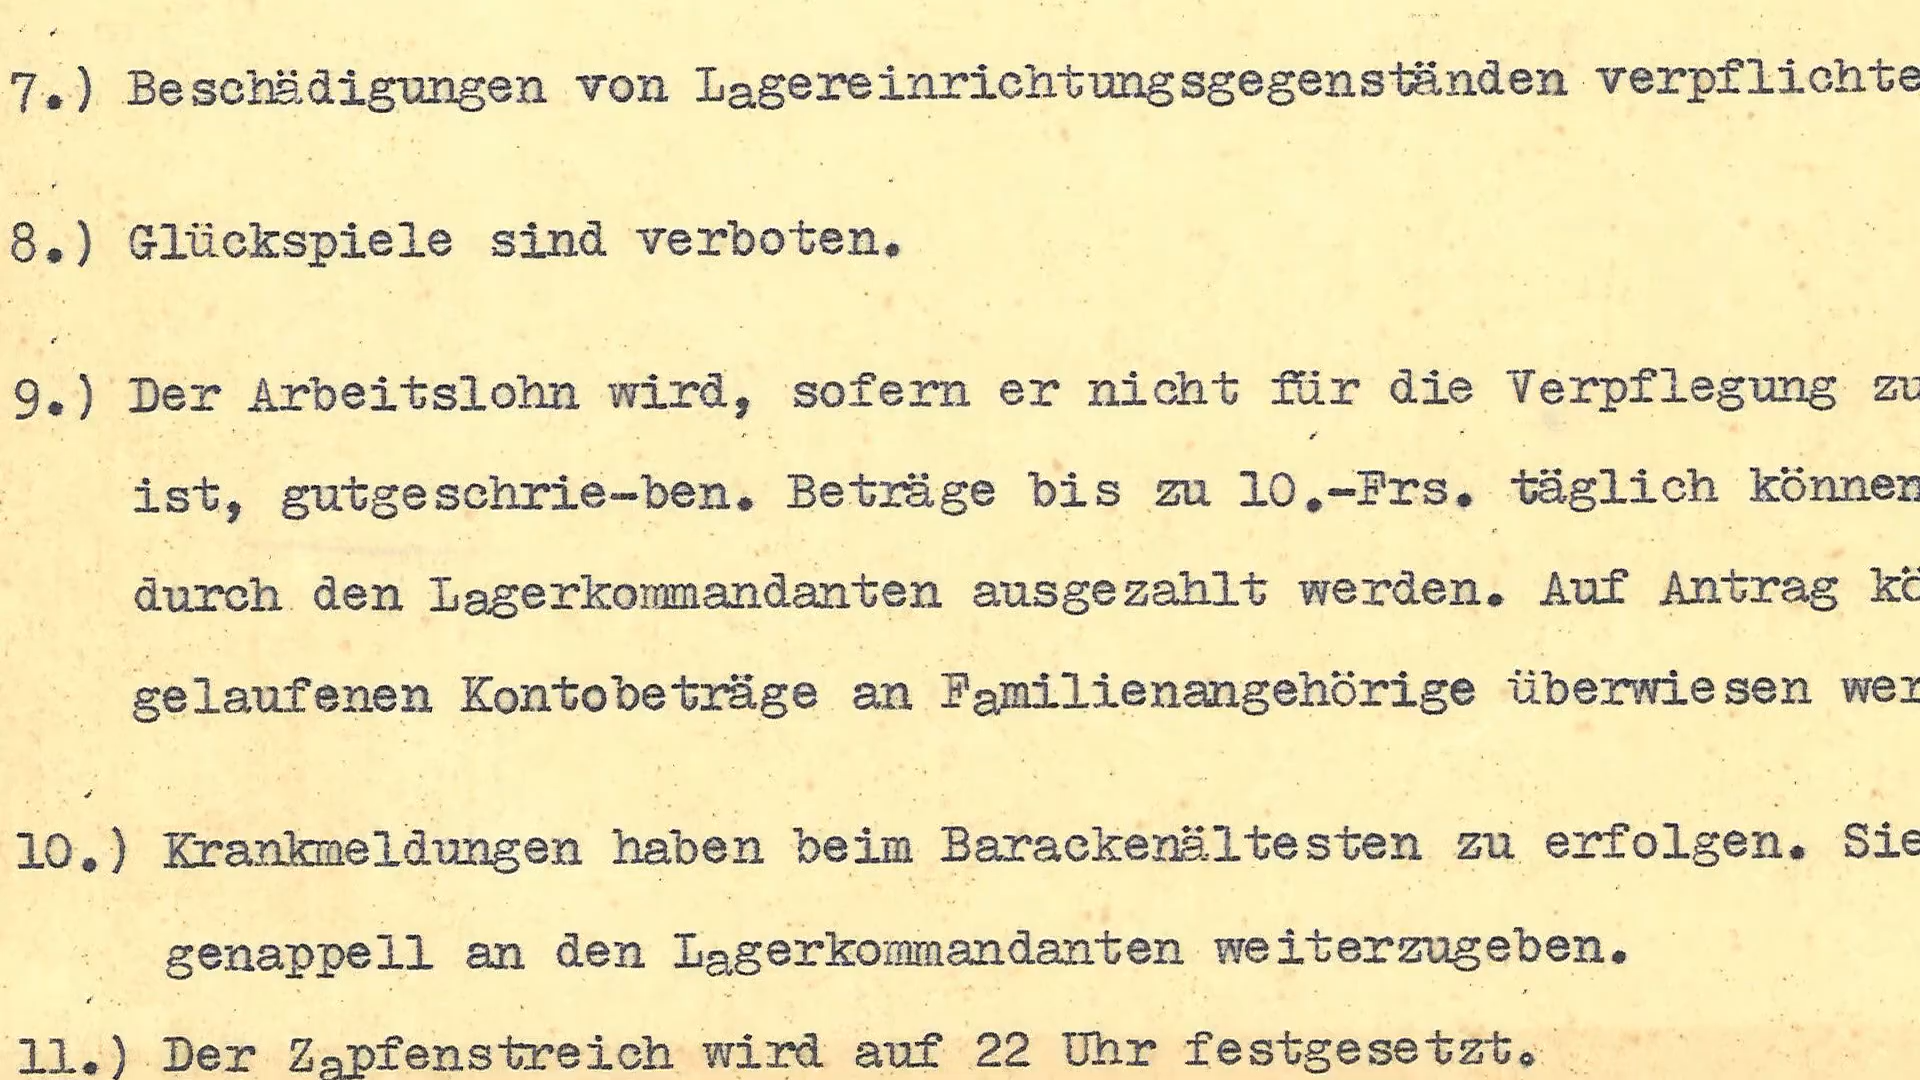 7.) Beschädigungen von Lagereinrichtungsgegenständen verpflichte
8.) Glückspiele sind verboten.
9.) Der Arbeitslohn wird, sofern er nicht für die Verpflegung zu
ist, gutgeschrie-ben. Beträge bis zu 10.-Frs. täglich können
durch den Lagerkommandanten ausgezahlt werden. Auf Antrag kö
gelaufenen Kontobeträge an Familienangehörige überwiesen wer
10.) Krankmeldungen haben beim Barackenältesten zu erfolgen. Sie
genappell an den Lagerkommandanten weiterzugeben.
11.) Der Zapfenstreich wird auf 22 Uhr festgesetzt.